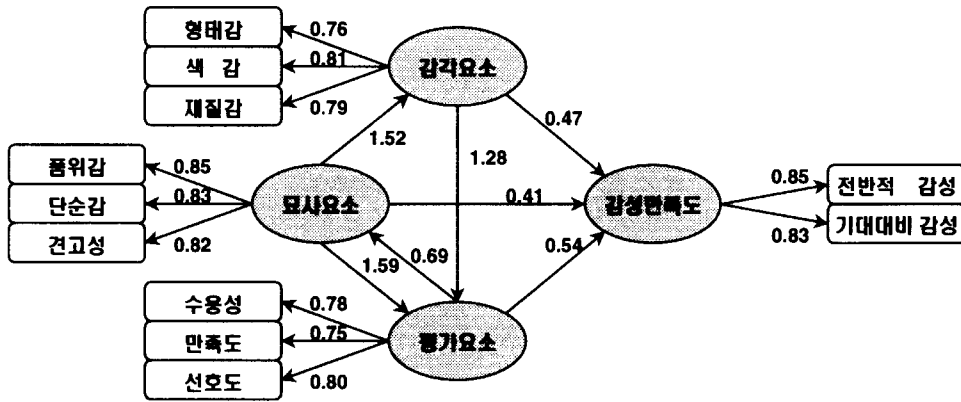 형태감
0.76
색 감
0.81
재질감
0.79
감각요소
0.47
1.52
1.28
품위감
0.85
단순감
0.83
견고성
0.82
묘사요소
0.41
감성만족도
0.85
전반적 감성
0.83
기대대비 감성
1.59
0.69
0.54
수용성
0.78
만족도
0.75
선호도
0.80
평가요소